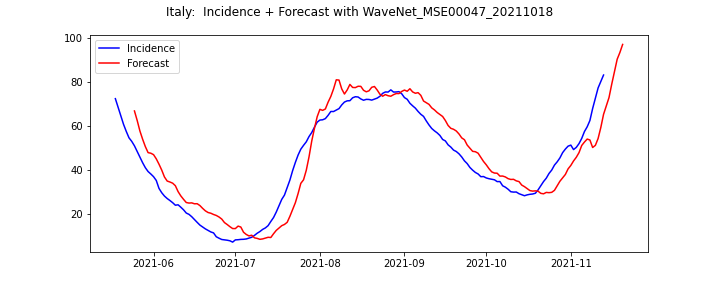 Italy:  Incidence + Forecast with WaveNet_MSE00047_20211018
Incidence
Forecast
100
80
60
40
20
2021-06 2021-07 2021-08 2021-09 2021-10 2021-11